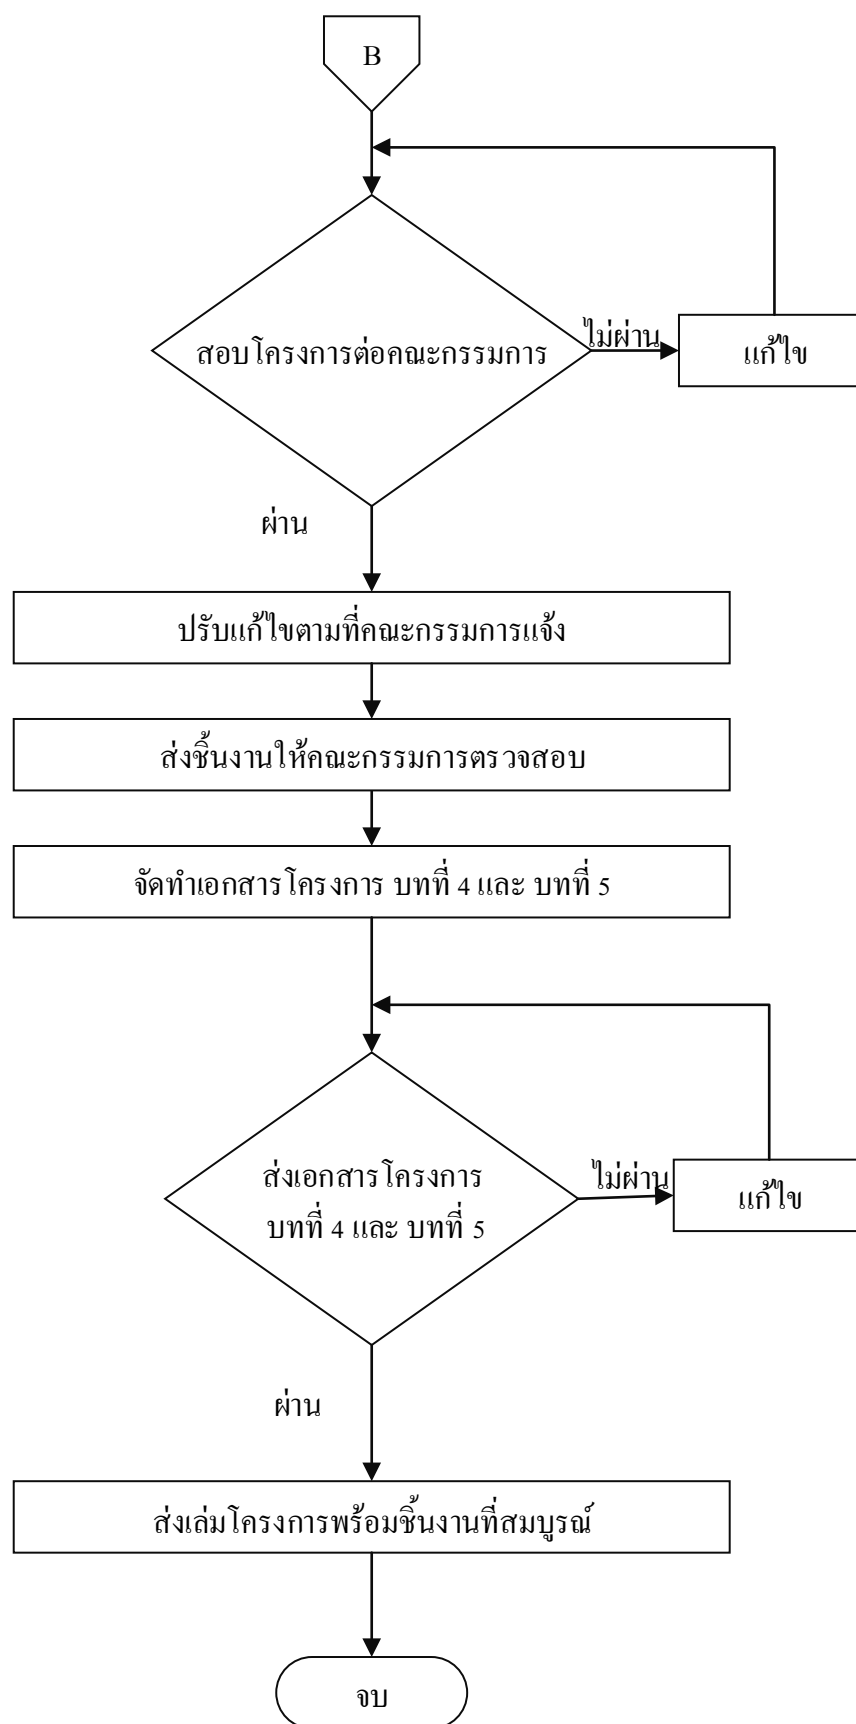 B
สอบโครงการต่อคณะกรรมการ
ไม่ผ่าน
แก้ไข
ผ่าน
ปรับแก้ไขตามที่คณะกรรมการแจ้ง
ส่งชิ้นงานให้คณะกรรมการตรวจสอบ
จัดทำเอกสารโครงการ บทที่ 4 และ บทที่ 5
ส่งเอกสารโครงการ
บทที่ 4 และ บทที่ 5
ไม่ผ่าน
แก้ไข
ผ่าน
ส่งเล่มโครงการพร้อมชิ้นงานที่สมบูรณ์
จบ